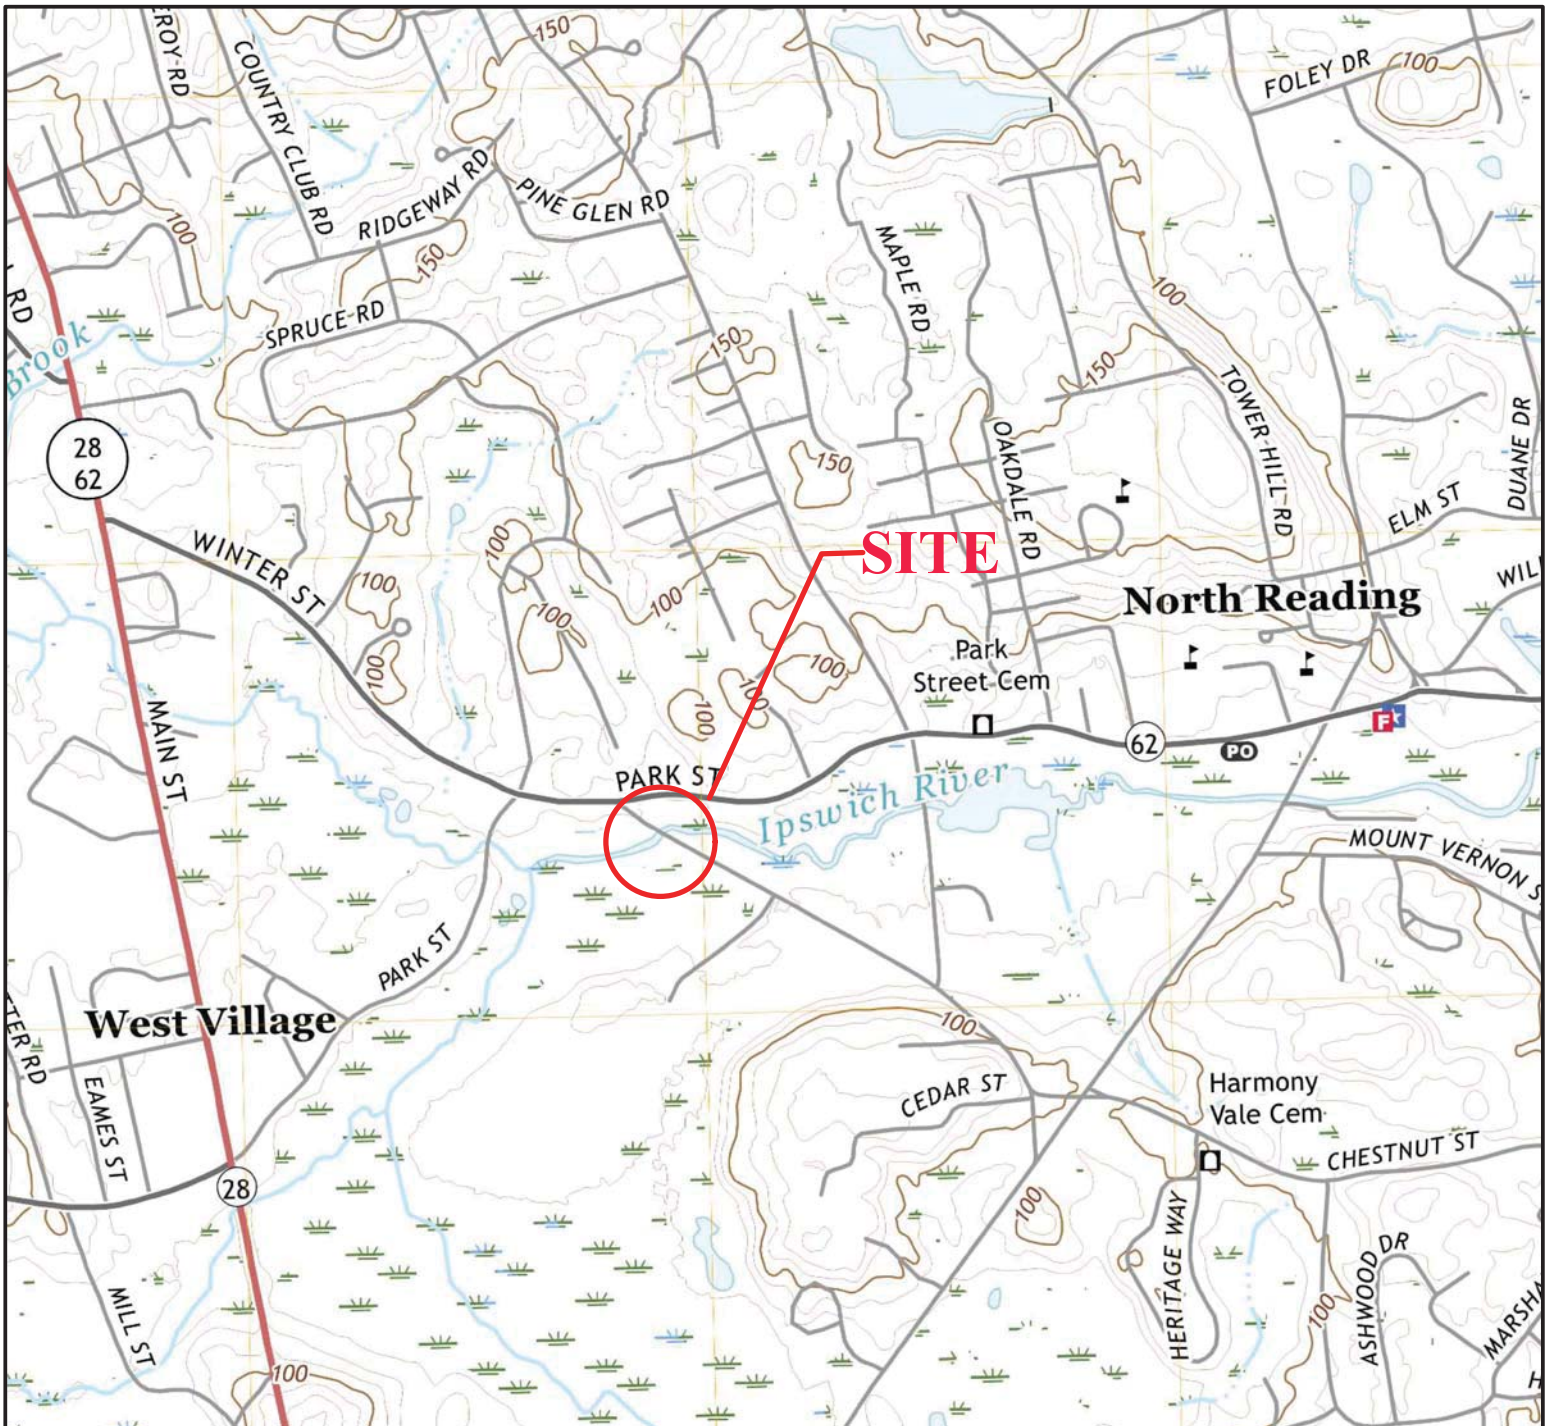 ROY RD
COUNTRY CLUB RD
150
FOLEY DR
100
RIDGEWAY RD
PINE GLEN RD
100
150
MAPLE RD
RD
Brook
SPRUCE RD
150
100
150
TOWER HILL RD
28
62
150
OAKDALE RD
ELM ST
DUANE DR
WINTER ST
100
100
100
100
SITE
100
North Reading
WIL
100
Park
Street Cem
100
100
100
MAIN ST
62
PO
F
PARK ST
Ipswich River
MOUNT VERNON S
PARK ST
West Village
TER RD
EAMES ST
100
CEDAR ST
Harmony
Vale Cem
CHESTNUT ST
28
100
HERITAGE WAY
ASHWOOD DR
100
MILL ST
MARSHA
100
H